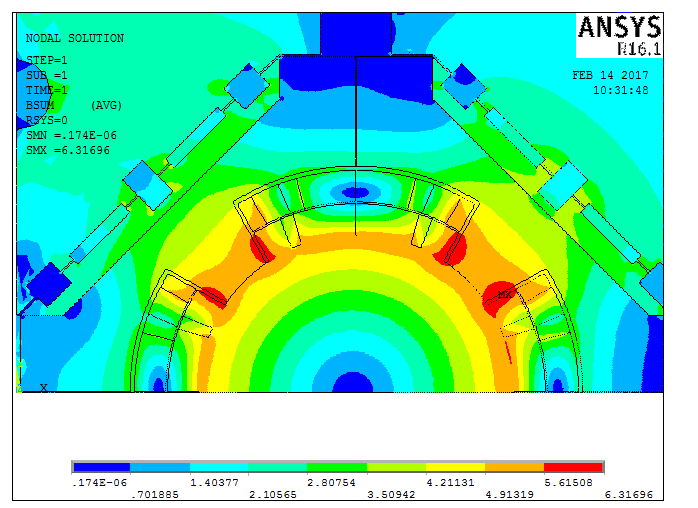 NODAL SOLUTION
STEP=1
SUB =1
TIME=1
BSUM (AVG)
RSYS=0
SMN =.174E-06
SMX =6.31696
ANSYS
R16.1
FEB 14 2017
10:31:48
MX
X
.174E-06 1.40377 2.80754 4.21131 5.61508
.701885 2.10565 3.50942 4.91319 6.31696